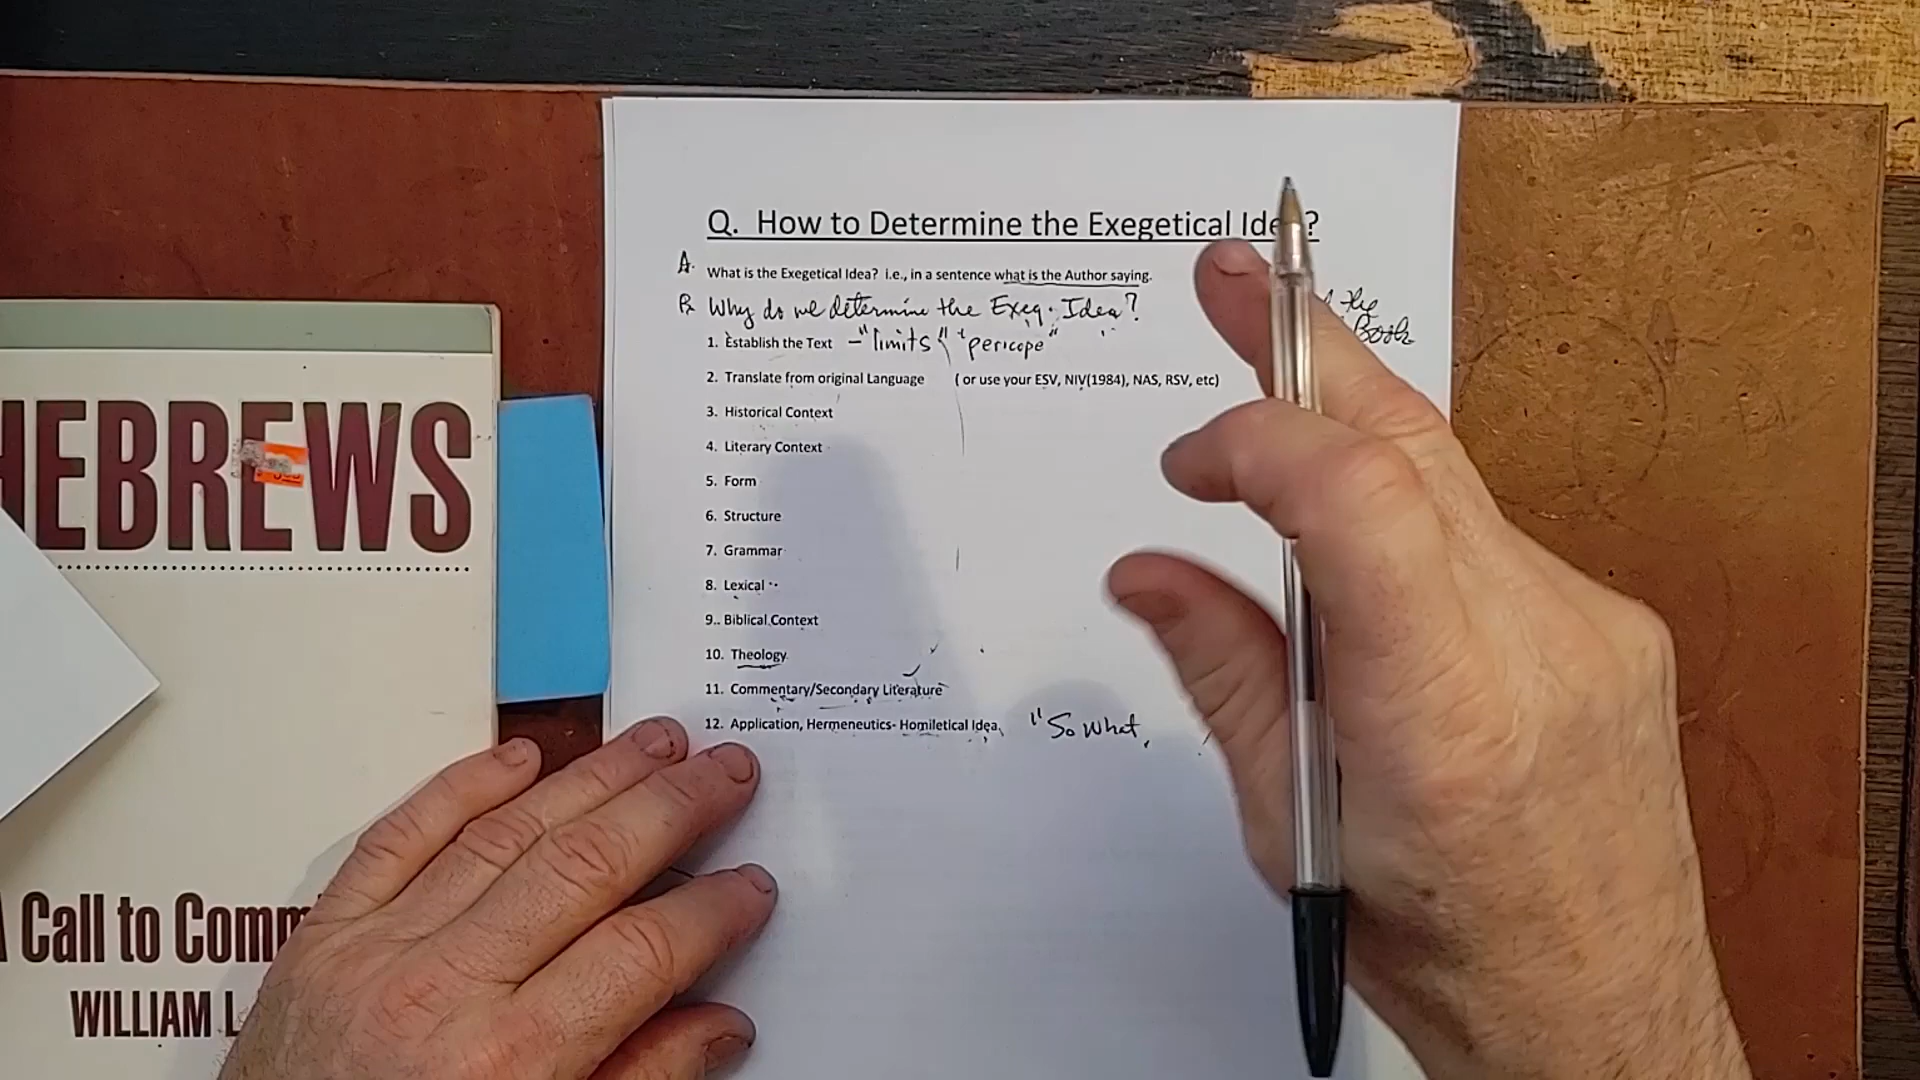 Q. How to Determine the Exegetical Idea?
A. What is the Exegetical Idea? i.e., in a sentence what is the Author saying.
B. Why do we determine the Exeg. Idea?
the
Book
1. Establish the Text - "limits" "pericope"
2. Translate from original Language ( or use your ESV, NIV(1984), NAS, RSV, etc)
3. Historical Context
4. Literary Context
5. Form
6. Structure
7. Grammar
8. Lexical
9.. Biblical Context
10. Theology
11. Commentary/Secondary Literature
12. Application, Hermeneutics- Homiletical Idea, "So what,
HEBREWS
A Call to Comm
WILLIAM L